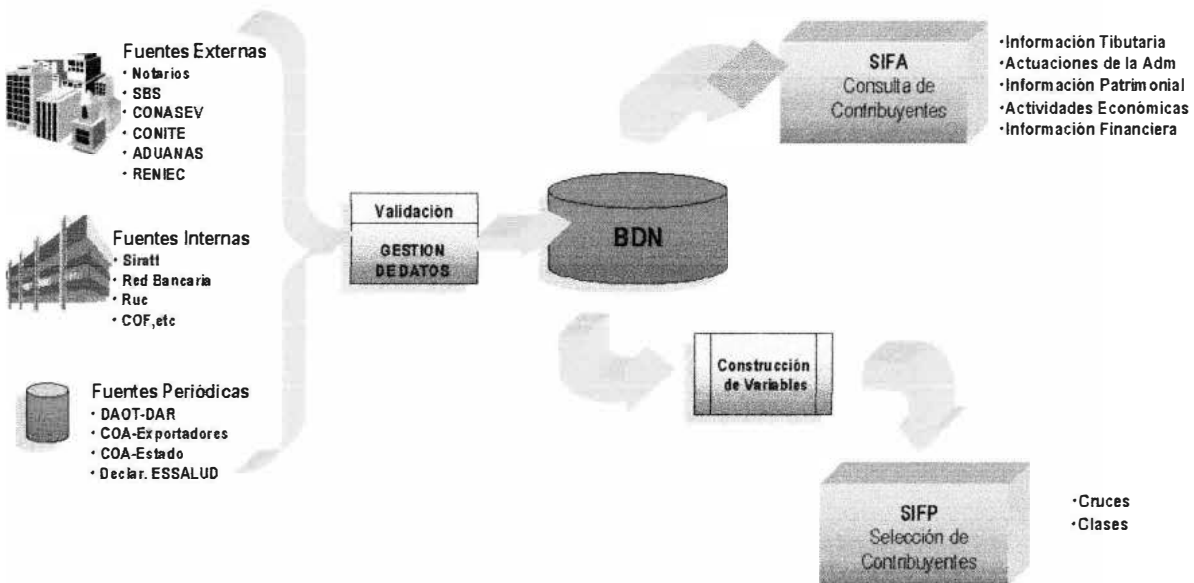 Fuentes Externas
• Notarios
• SBS
• CONASEV
• CONITE
• ADUANAS
• RENIEC
Fuentes Internas
• Siratt
• Red Bancaria
• Ruc
• COF,etc
Fuentes Periódicas
• DAOT-DAR
• COA-Exportadores
• COA-Estado
• Declar. ESSALUD
Validación
GESTION
DE DATOS
BDN
SIFA
Consulta de
Contribuyentes
•Información Tibutaria
•Actuaciones de la Adm
•Información Patrimonial
•Actividades Económicas
•Información Financiera
Construcción
de Variables
SIFP
Selección de
Contribuyentes
•Cruces
•Clases